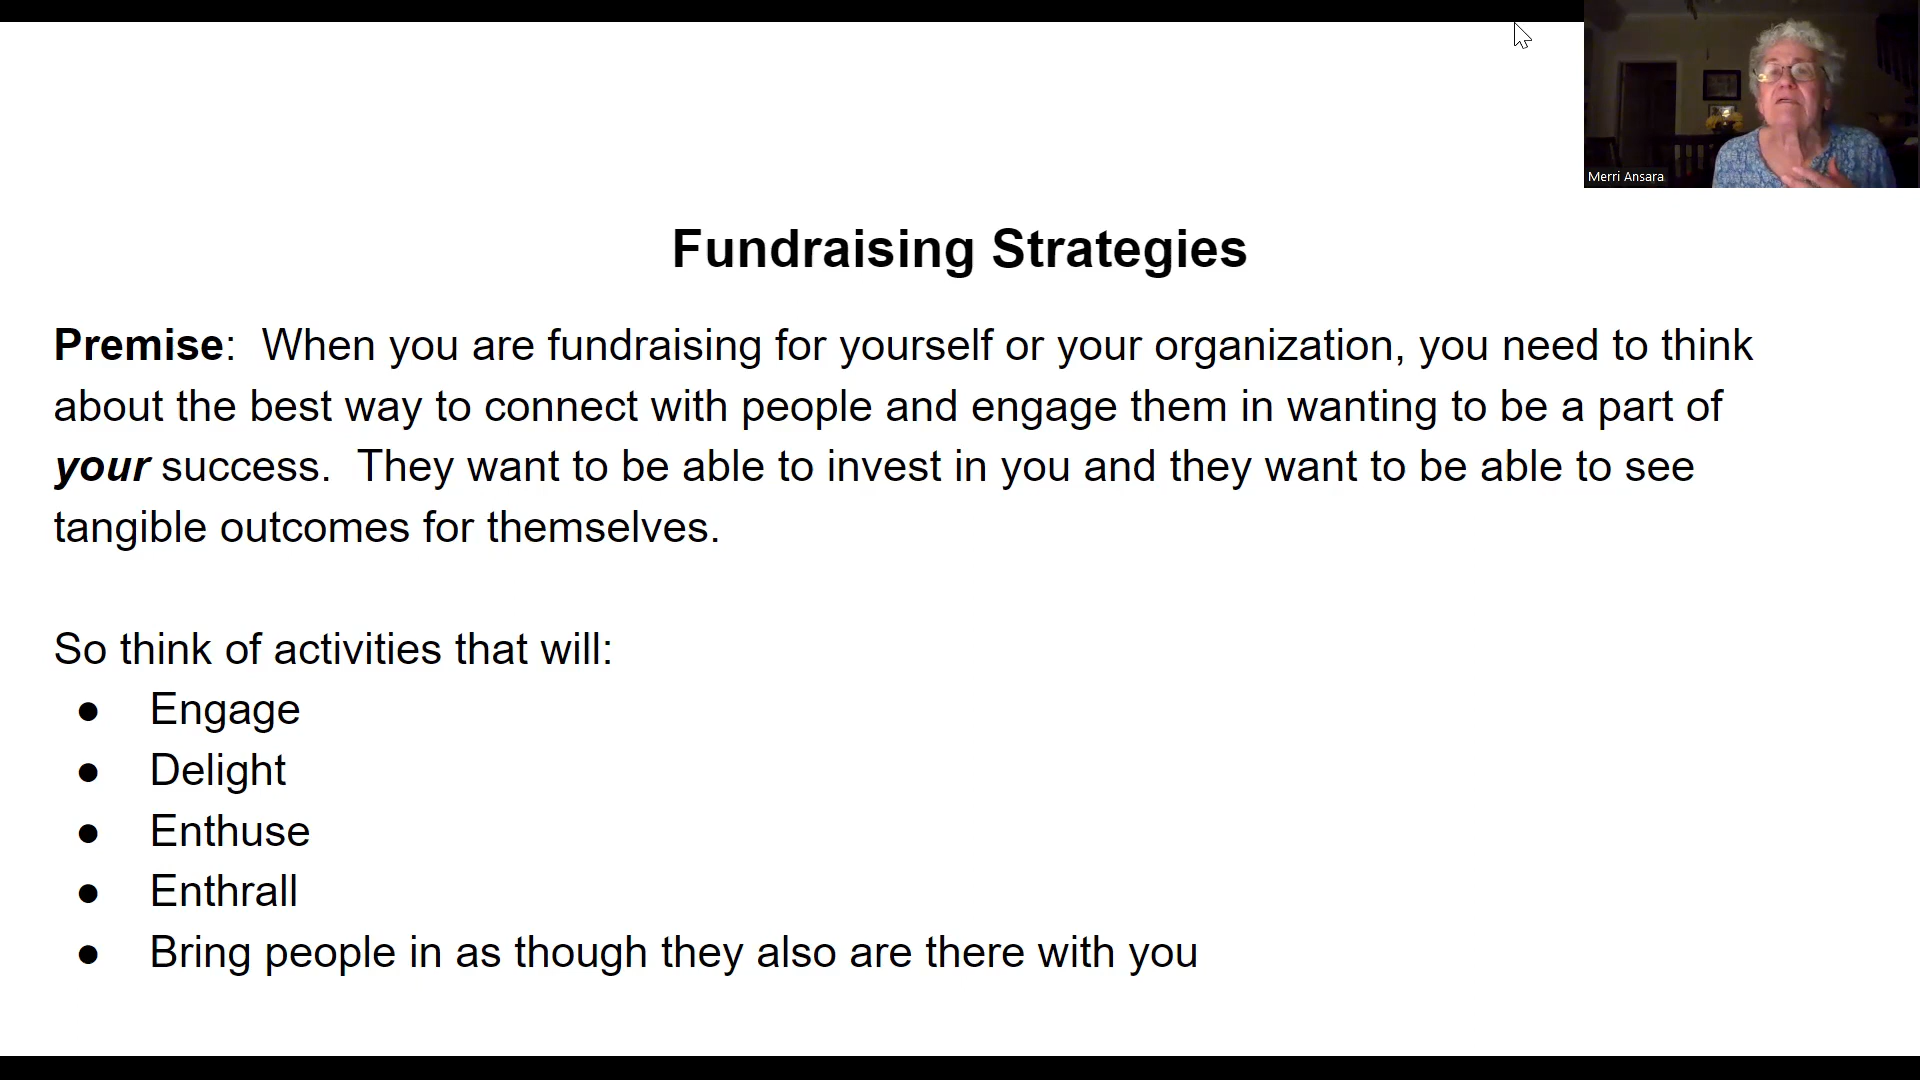 Merri Ansara
Fundraising Strategies
Premise:  When you are fundraising for yourself or your organization, you need to think
about the best way to connect with people and engage them in wanting to be a part of
your success.  They want to be able to invest in you and they want to be able to see
tangible outcomes for themselves.
So think of activities that will:
● Engage
● Delight
● Enthuse
● Enthrall
● Bring people in as though they also are there with you